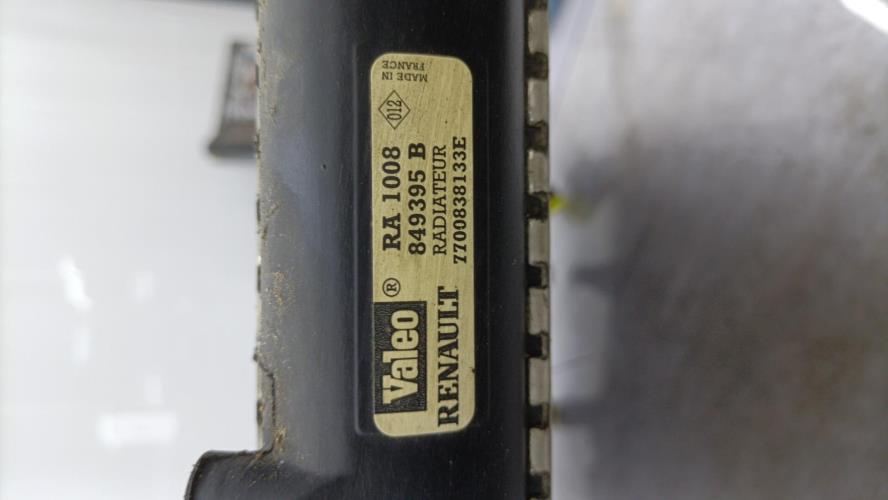 Valeo ® RA 1008 012 MADE IN FRANCE
849395 B
RENAULT RADIATEUR
7700838133E